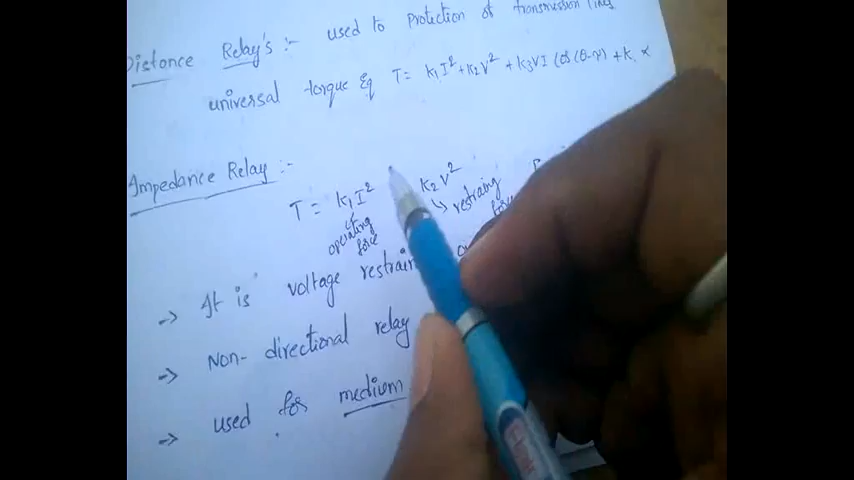 Distance Relay's :- used to protection of transmission lines
universal torque Eq T = K₁I² + K₂V² + K₃VI Cos(θ-τ) + K
Impedance Relay :-
T = K₁I² K₂V²
operating force ↳ restraining force
→ It is voltage
→ Non-directional relay
→ used for medium